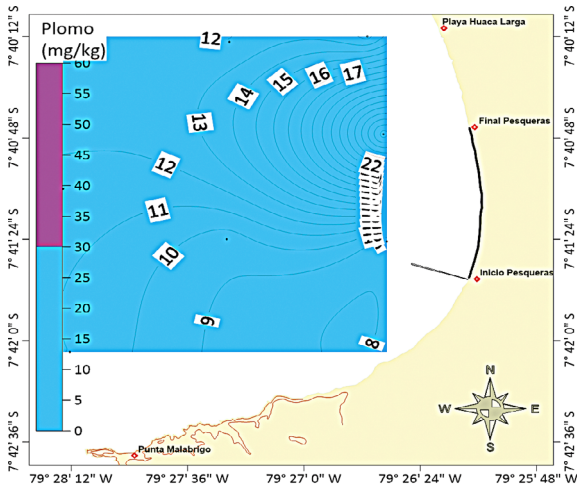 Plomo
(mg/kg)
60
55
50
45
40
35
30
25
20
15
10
5
0
12
13
14
15
16
17
22
12
11
10
9
8
Playa Huaca Larga
Final Pesqueras
Inicio Pesqueras
Punta Malabrigo
N
W E
S
7° 40' 12" S
7° 40' 48" S
7° 41' 24" S
7° 42' 0" S
7° 42' 36" S
79° 28' 12" W 79° 27' 36" W 79° 27' 0" W 79° 26' 24" W 79° 25' 48" W